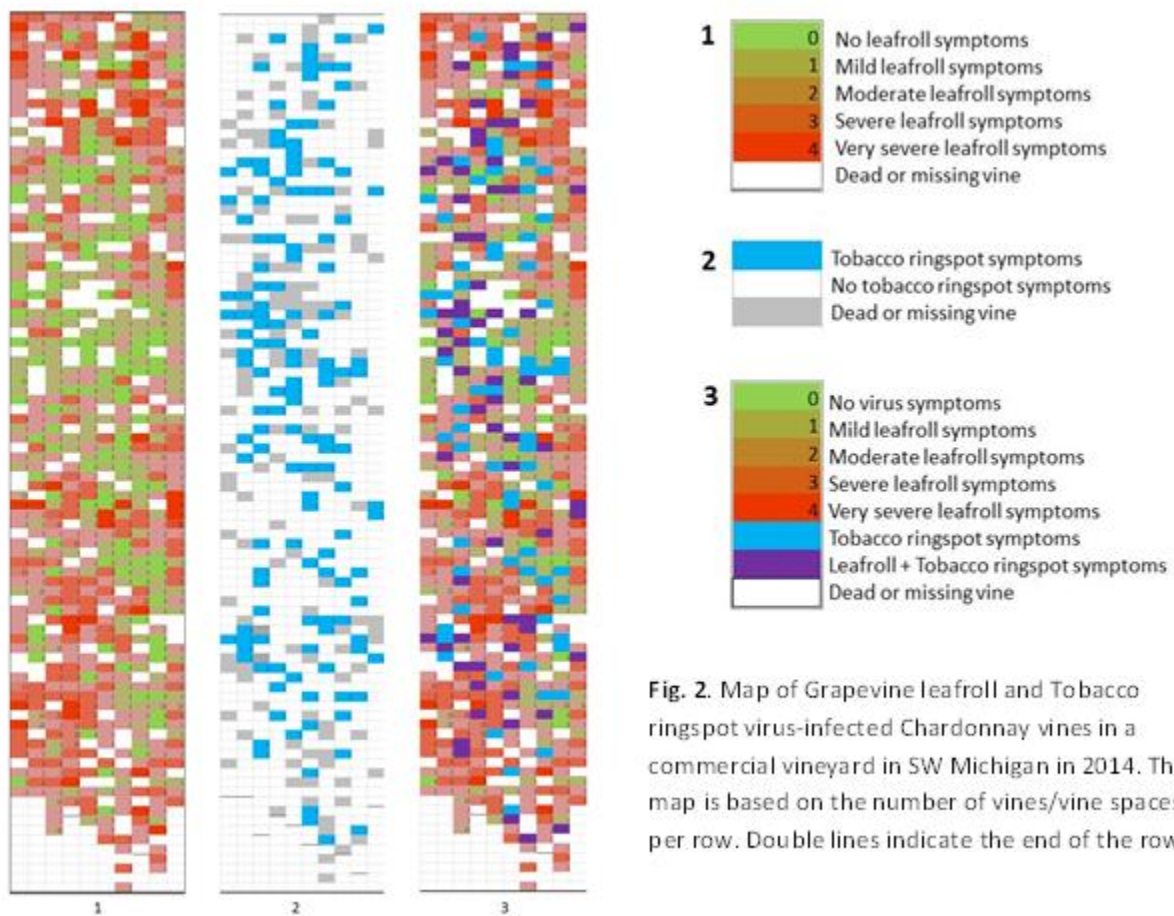 1
0 No leafroll symptoms
1 Mild leafroll symptoms
2 Moderate leafroll symptoms
3 Severe leafroll symptoms
4 Very severe leafroll symptoms
Dead or missing vine
2
Tobacco ringspot symptoms
No tobacco ringspot symptoms
Dead or missing vine
3
0 No virus symptoms
1 Mild leafroll symptoms
2 Moderate leafroll symptoms
3 Severe leafroll symptoms
4 Very severe leafroll symptoms
Tobacco ringspot symptoms
Leafroll + Tobacco ringspot symptoms
Dead or missing vine
Fig. 2. Map of Grapevine leafroll and Tobacco
ringspot virus-infected Chardonnay vines in a
commercial vineyard in SW Michigan in 2014. Th
map is based on the number of vines/vine spaces
per row. Double lines indicate the end of the row
1
2
3